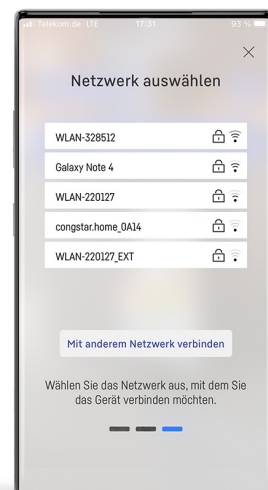 Telekom.de LTE 17:31 93 %
Netzwerk auswählen
WLAN-328512
Galaxy Note 4
WLAN-220127
congstar.home_0A14
WLAN-220127_EXT
Mit anderem Netzwerk verbinden
Wählen Sie das Netzwerk aus, mit dem Sie
das Gerät verbinden möchten.